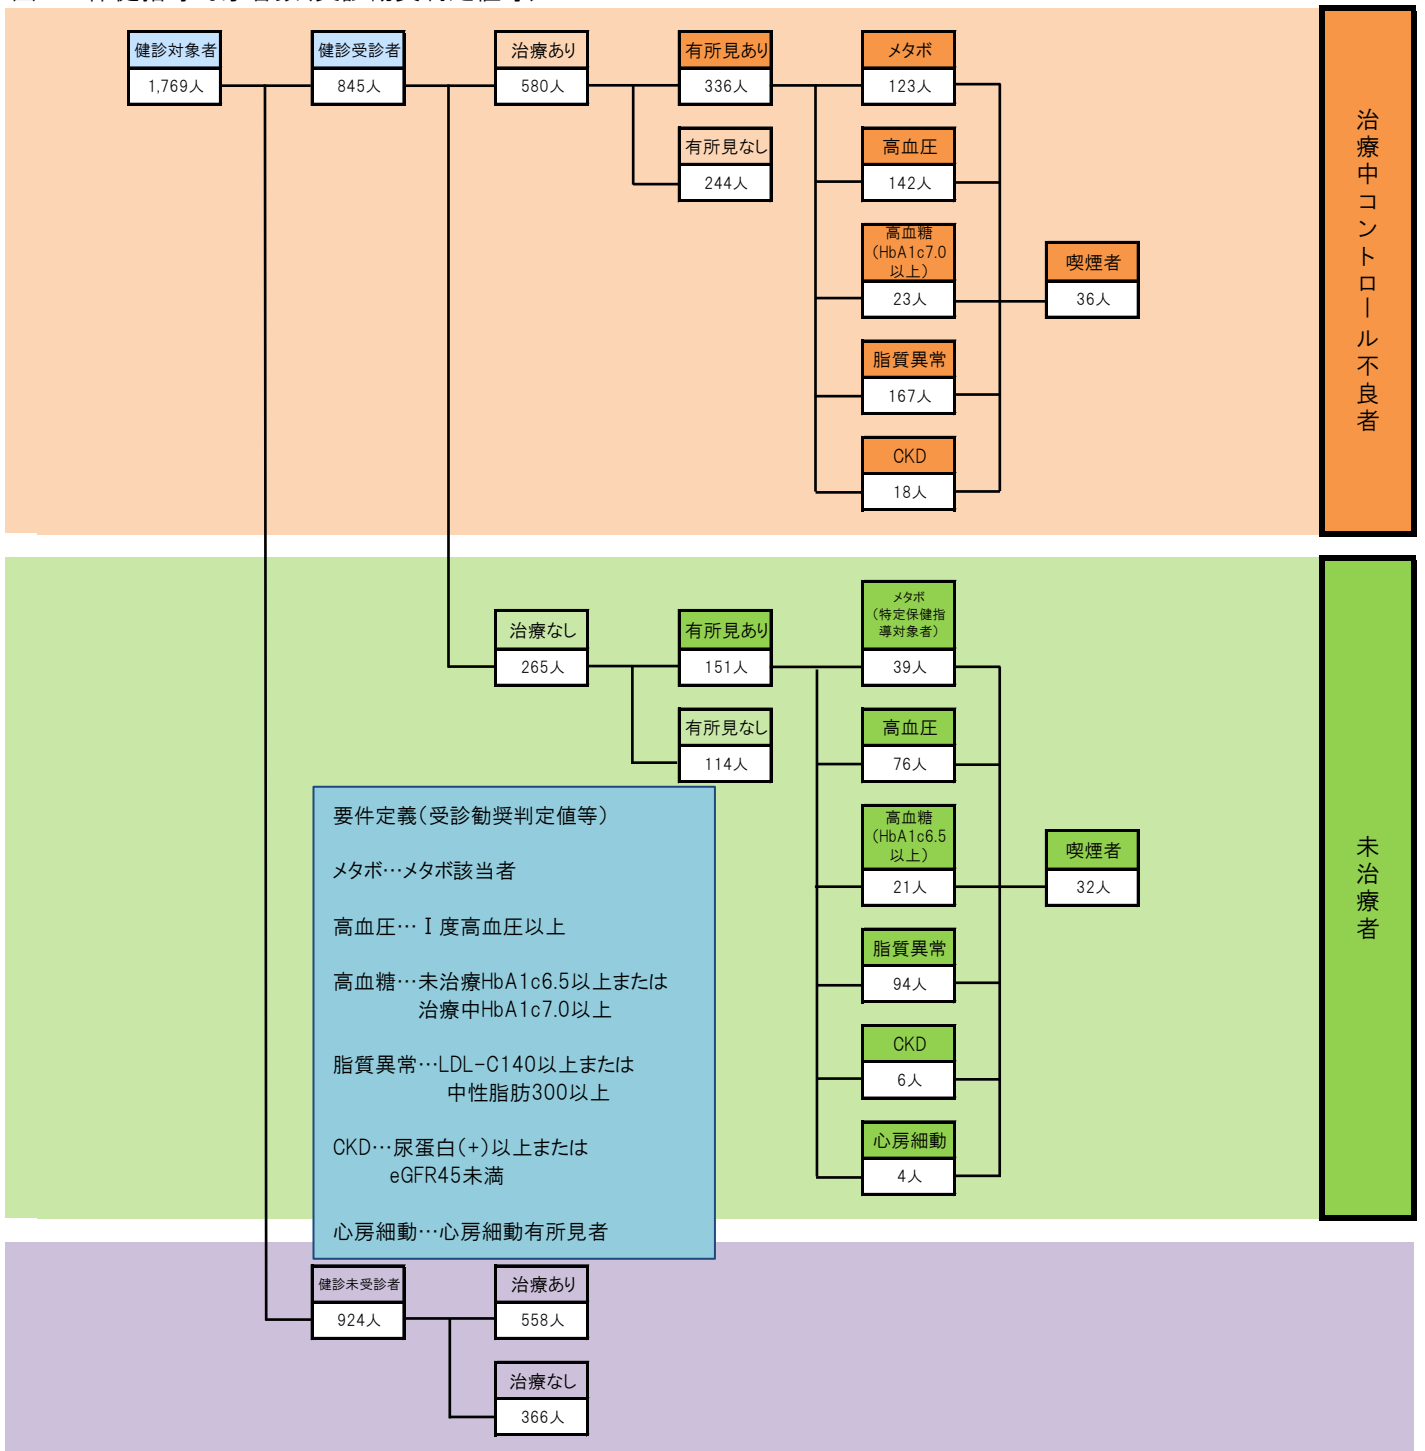 健診対象者
1,769人
健診受診者
845人
治療あり
580人
有所見あり
336人
有所見なし
244人
メタボ
123人
高血圧
142人
高血糖
(HbA1c7.0
以上)
23人
脂質異常
167人
CKD
18人
喫煙者
36人
治療中コントロール不良者
治療なし
265人
有所見あり
151人
有所見なし
114人
メタボ
(特定保健指
導対象者)
39人
高血圧
76人
高血糖
(HbA1c6.5
以上)
21人
脂質異常
94人
CKD
6人
心房細動
4人
喫煙者
32人
未治療者
要件定義(受診勧奨判定値等)
メタボ…メタボ該当者
高血圧…Ⅰ度高血圧以上
高血糖…未治療HbA1c6.5以上または
治療中HbA1c7.0以上
脂質異常…LDL-C140以上または
中性脂肪300以上
CKD…尿蛋白(+)以上または
eGFR45未満
心房細動…心房細動有所見者
健診未受診者
924人
治療あり
558人
治療なし
366人